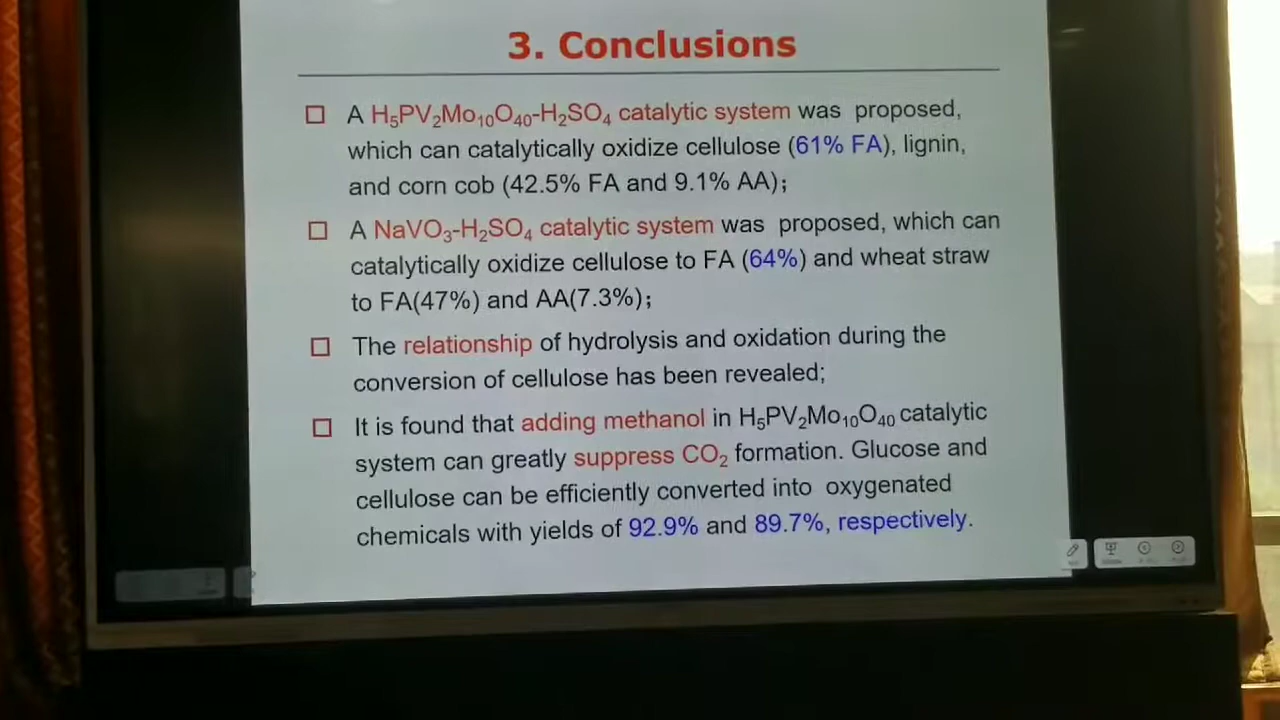 3. Conclusions
A H₅PV₂Mo₁₀O₄₀-H₂SO₄ catalytic system was proposed,
which can catalytically oxidize cellulose (61% FA), lignin,
and corn cob (42.5% FA and 9.1% AA);
A NaVO₃-H₂SO₄ catalytic system was proposed, which can
catalytically oxidize cellulose to FA (64%) and wheat straw
to FA(47%) and AA(7.3%);
The relationship of hydrolysis and oxidation during the
conversion of cellulose has been revealed;
It is found that adding methanol in H₅PV₂Mo₁₀O₄₀ catalytic
system can greatly suppress CO₂ formation. Glucose and
cellulose can be efficiently converted into oxygenated
chemicals with yields of 92.9% and 89.7%, respectively.